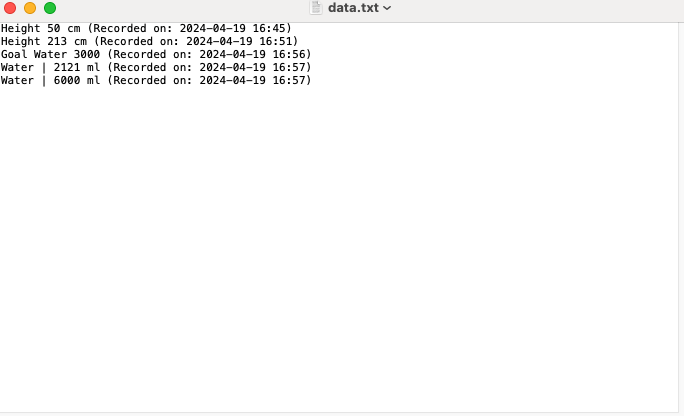 data.txt
Height 50 cm (Recorded on: 2024-04-19 16:45)
Height 213 cm (Recorded on: 2024-04-19 16:51)
Goal Water 3000 (Recorded on: 2024-04-19 16:56)
Water | 2121 ml (Recorded on: 2024-04-19 16:57)
Water | 6000 ml (Recorded on: 2024-04-19 16:57)